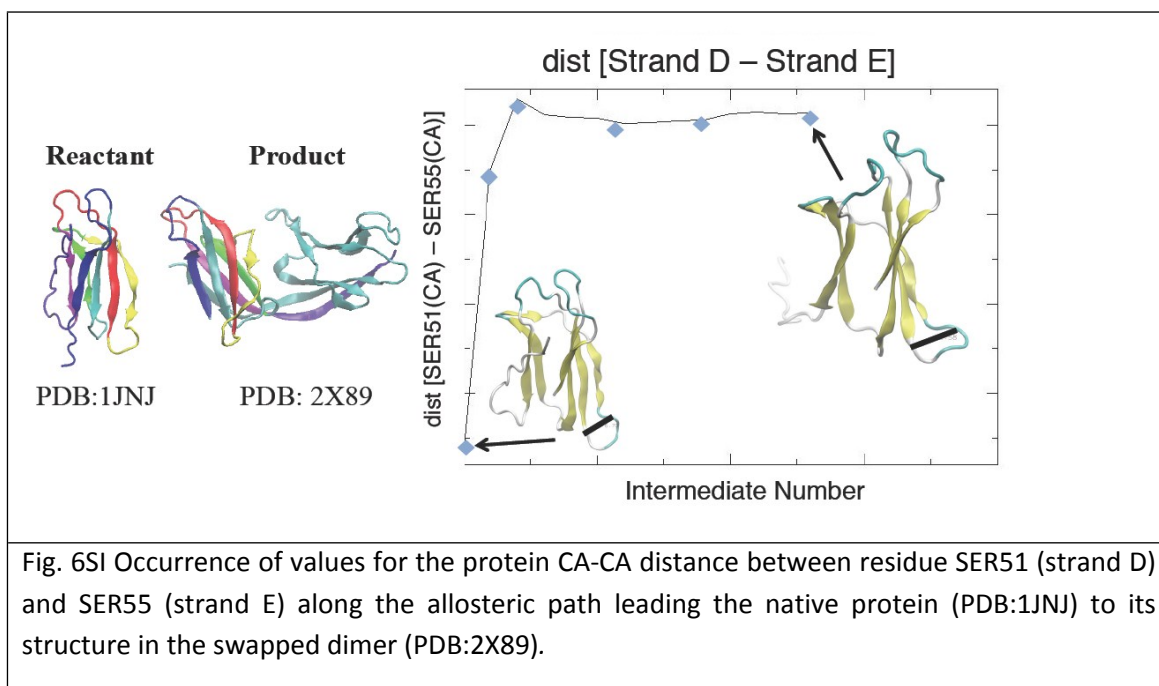 dist [Strand D – Strand E]
Reactant
Product
PDB:1JNJ
PDB: 2X89
dist [SER51(CA) – SER55(CA)]
Intermediate Number
Fig. 6SI Occurrence of values for the protein CA-CA distance between residue SER51 (strand D)
and SER55 (strand E) along the allosteric path leading the native protein (PDB:1JNJ) to its
structure in the swapped dimer (PDB:2X89).